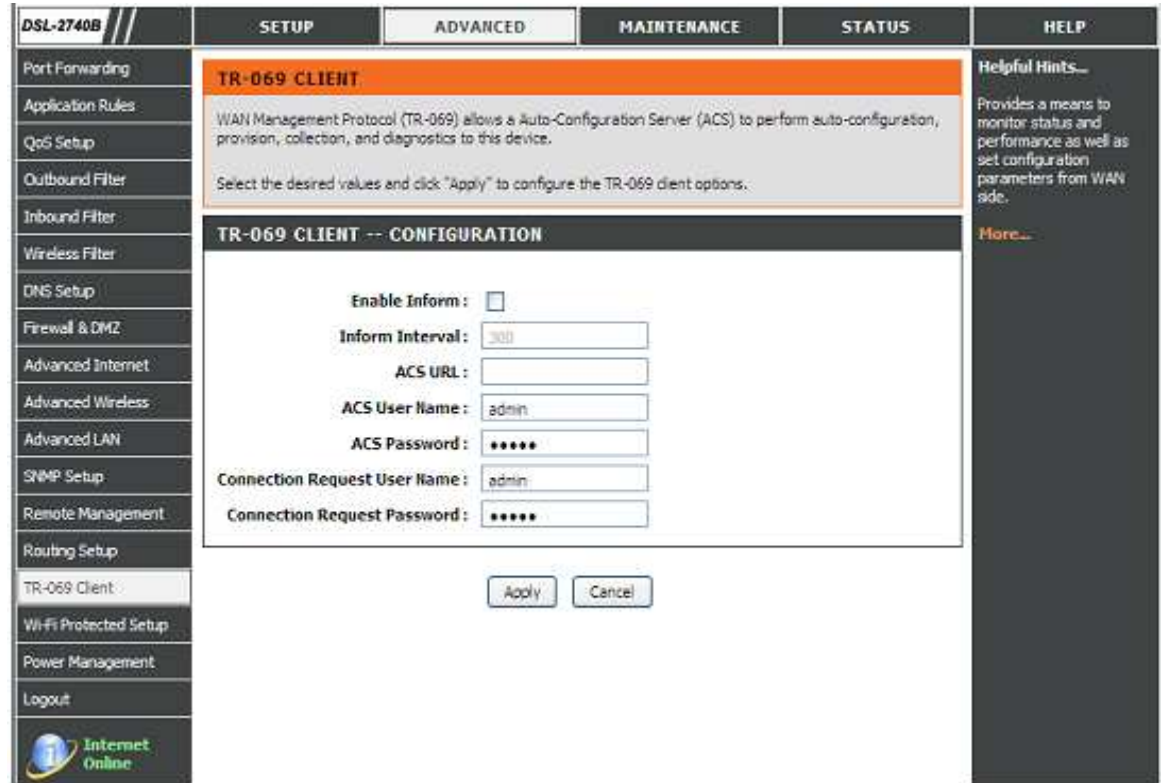 DSL-2740B
SETUP
ADVANCED
MAINTENANCE
STATUS
HELP
Port Forwarding
Application Rules
QoS Setup
Outbound Filter
Inbound Filter
Wireless Filter
DNS Setup
Firewall & DMZ
Advanced Internet
Advanced Wireless
Advanced LAN
SNMP Setup
Remote Management
Routing Setup
TR-069 Client
Wi-Fi Protected Setup
Power Management
Logout
Internet
Online
TR-069 CLIENT
WAN Management Protocol (TR-069) allows a Auto-Configuration Server (ACS) to perform auto-configuration,
provision, collection, and diagnostics to this device.
Select the desired values and click "Apply" to configure the TR-069 client options.
TR-069 CLIENT -- CONFIGURATION
Enable Inform :
Inform Interval : 300
ACS URL :
ACS User Name : admin
ACS Password : •••••
Connection Request User Name : admin
Connection Request Password : •••••
Apply Cancel
Helpful Hints...
Provides a means to
monitor status and
performance as well as
set configuration
parameters from WAN
side.
More...